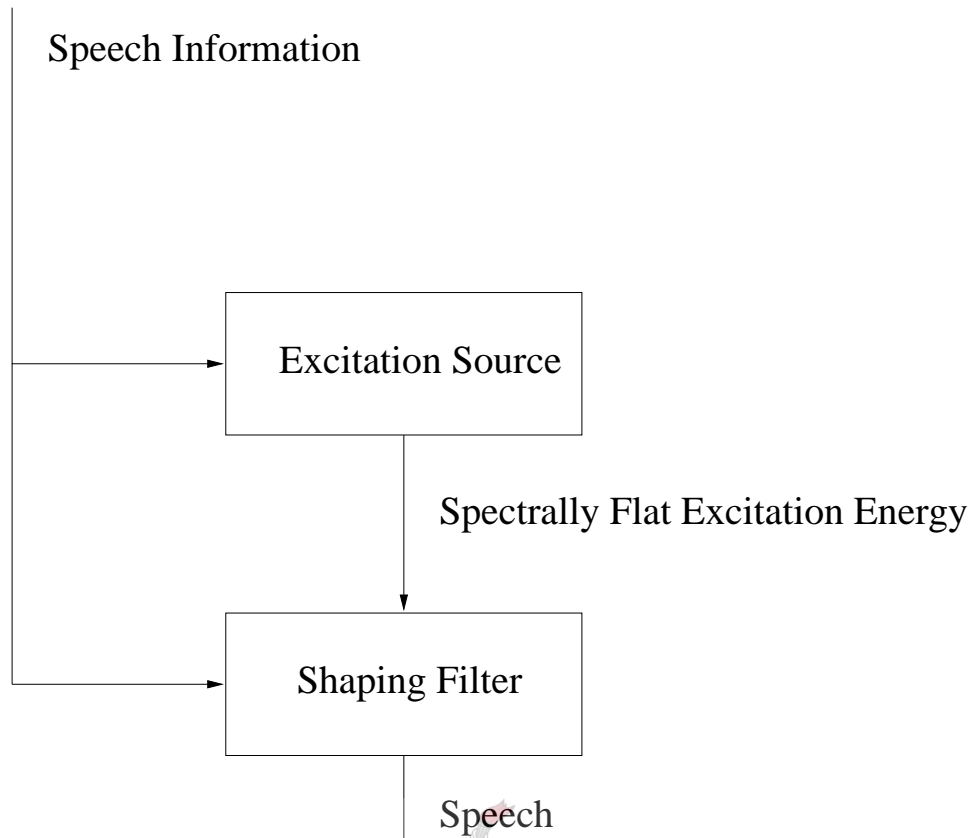 Speech Information
Excitation Source
Spectrally Flat Excitation Energy
Shaping Filter
Speech